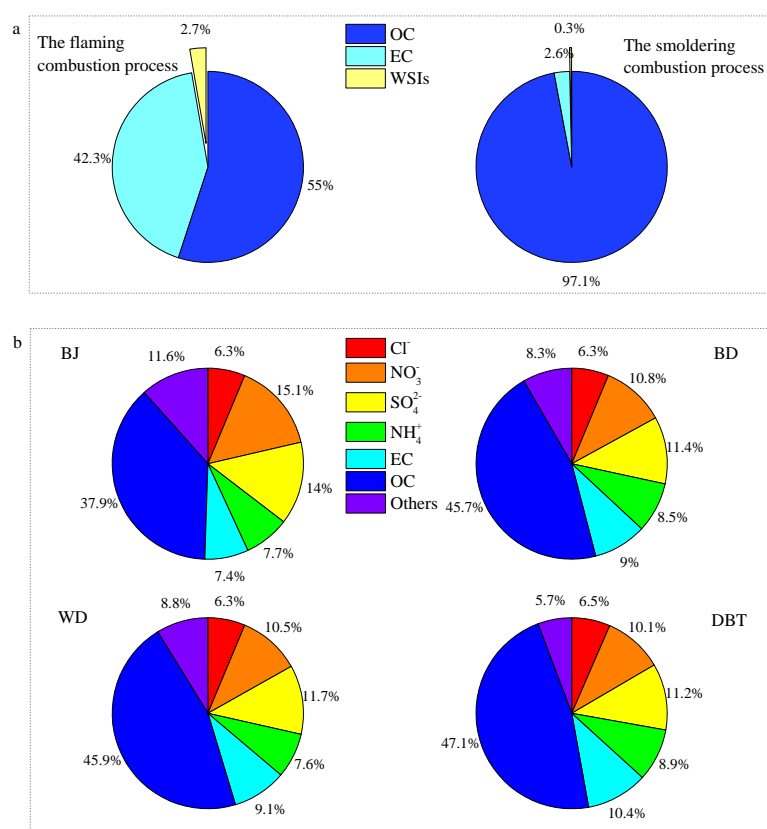 a
The flaming
combustion process
2.7%
42.3%
55%
OC
EC
WSIs
0.3%
2.6%
The smoldering
combustion process
97.1%
b
BJ
11.6%
6.3%
15.1%
14%
7.7%
7.4%
37.9%
Cl⁻
NO₃⁻
SO₄²⁻
NH₄⁺
EC
OC
Others
BD
8.3%
6.3%
10.8%
11.4%
8.5%
9%
45.7%
WD
8.8%
6.3%
10.5%
11.7%
7.6%
9.1%
45.9%
DBT
5.7%
6.5%
10.1%
11.2%
8.9%
10.4%
47.1%